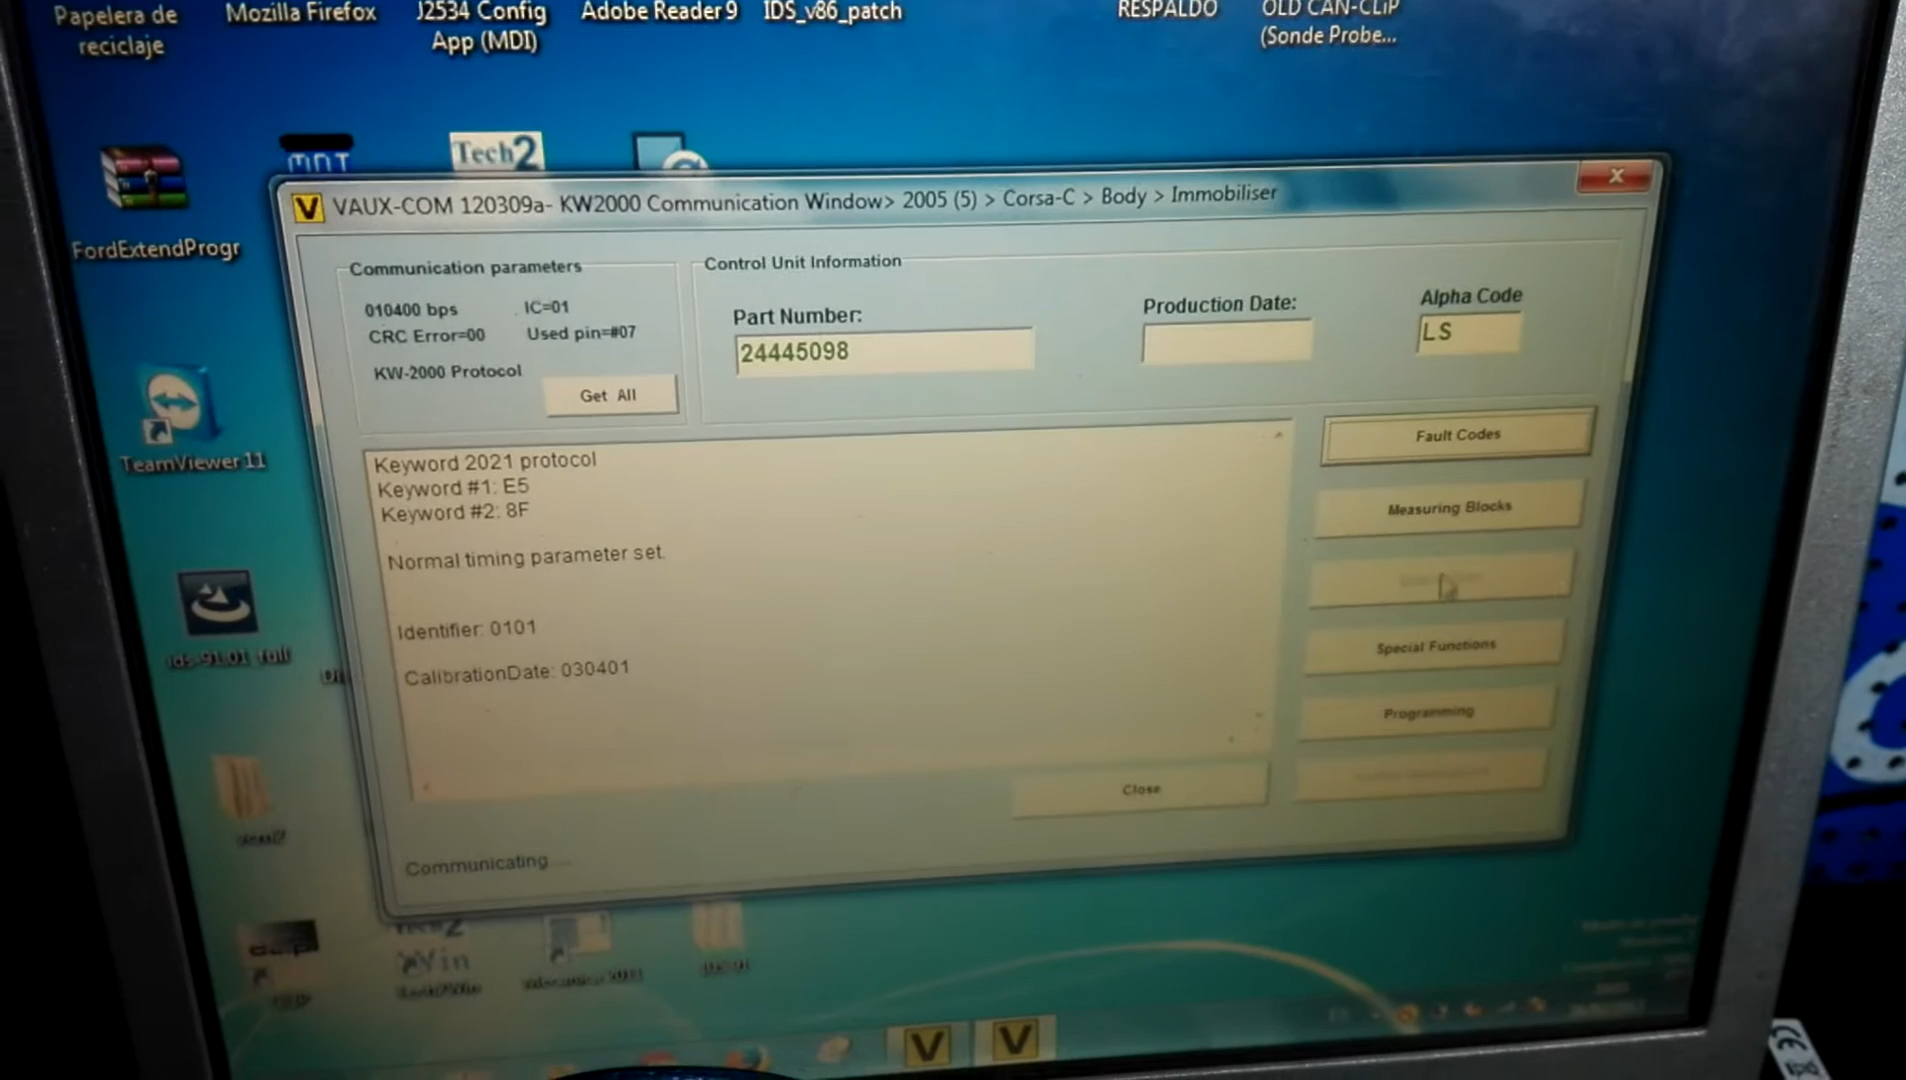 Papelera de
reciclaje
Mozilla Firefox
J2534 Config
App (MDI)
Adobe Reader 9
IDS_v86_patch
RESPALDO
OLD CAN-CLiP
(Sonde Probe...
Tech2
FordExtendProgr
TeamViewer 11
ids-91.01 full
VAUX-COM 120309a- KW2000 Communication Window> 2005 (5) > Corsa-C > Body > Immobiliser
Communication parameters
010400 bps
IC=01
CRC Error=00
Used pin=#07
KW-2000 Protocol
Get All
Control Unit Information
Part Number:
24445098
Production Date:
Alpha Code
LS
Keyword 2021 protocol
Keyword #1: E5
Keyword #2: 8F
Normal timing parameter set.
Identifier: 0101
CalibrationDate: 030401
Fault Codes
Measuring Blocks
Special Functions
Programming
Close
Communicating
V
V